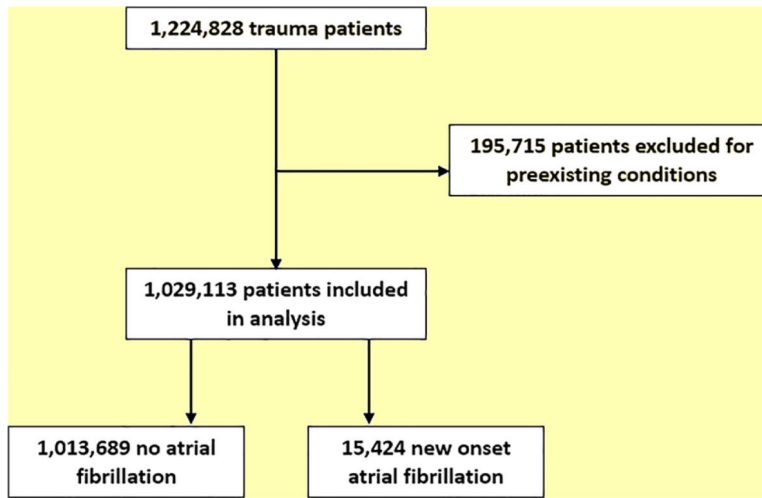 1,224,828 trauma patients
195,715 patients excluded for
preexisting conditions
1,029,113 patients included
in analysis
1,013,689 no atrial
fibrillation
15,424 new onset
atrial fibrillation